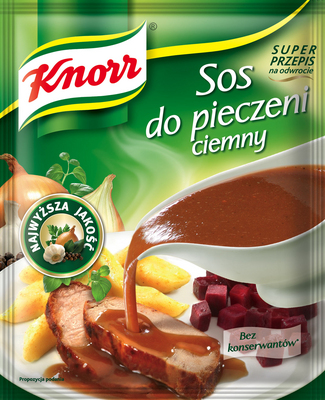 Knorr
SUPER
PRZEPIS
na odwrocie
Sos
do pieczeni
ciemny
NAJWYŻSZA JAKOŚĆ
Bez
konserwantów*
Propozycja podania